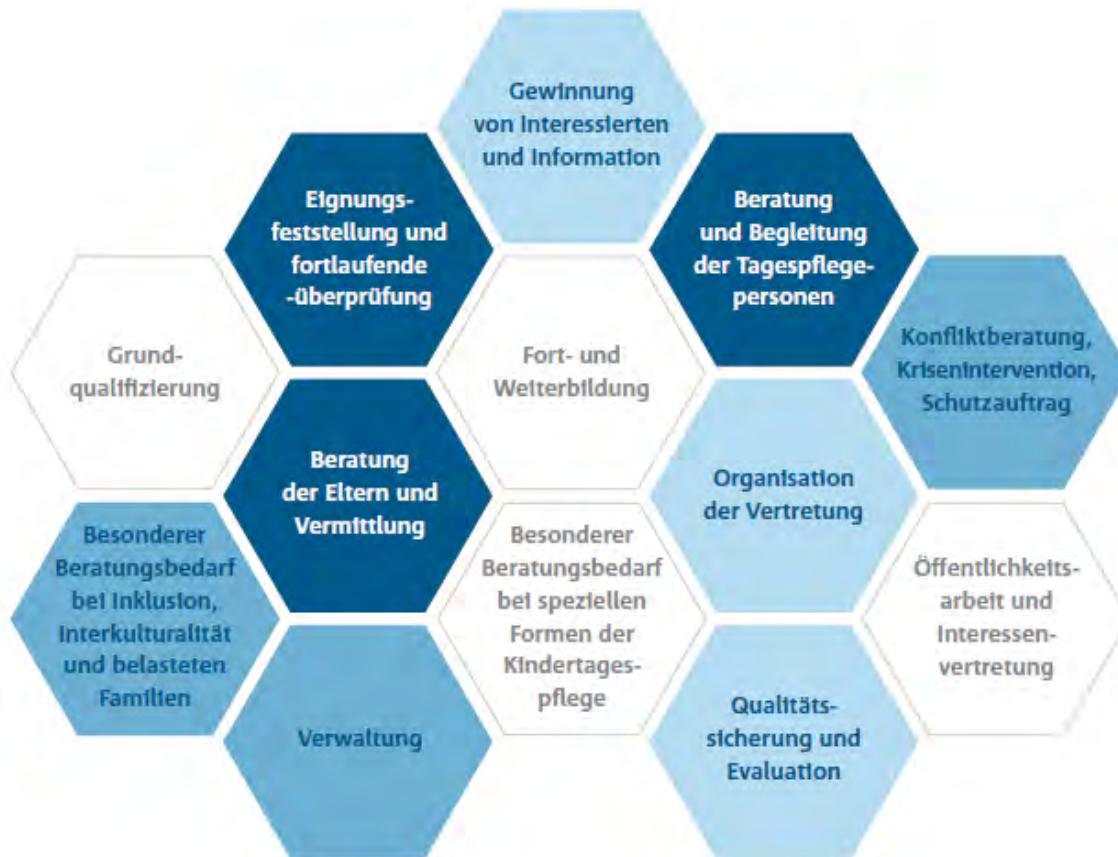 Gewinnung
von Interessierten
und Information
Eignungs-
feststellung und
fortlaufende
-überprüfung
Beratung
und Begleitung
der Tagespflege-
personen
Grund-
qualifizierung
Fort- und
Weiterbildung
Konfliktberatung,
Krisenintervention,
Schutzauftrag
Beratung
der Eltern und
Vermittlung
Organisation
der Vertretung
Besonderer
Beratungsbedarf
bei Inklusion,
Interkulturalität
und belasteten
Familien
Besonderer
Beratungsbedarf
bei speziellen
Formen der
Kindertages-
pflege
Öffentlichkeits-
arbeit und
Interessen-
vertretung
Verwaltung
Qualitäts-
sicherung und
Evaluation